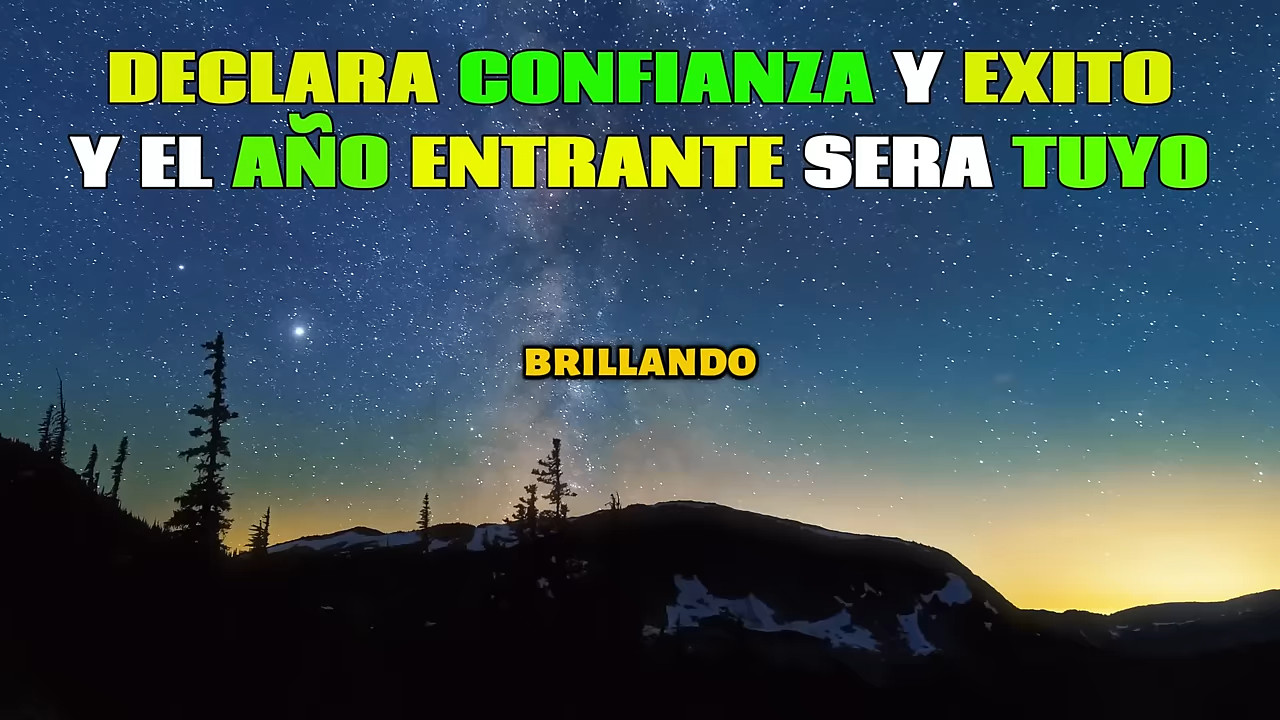 DECLARA CONFIANZA Y EXITO
Y EL AÑO ENTRANTE SERA TUYO
BRILLANDO